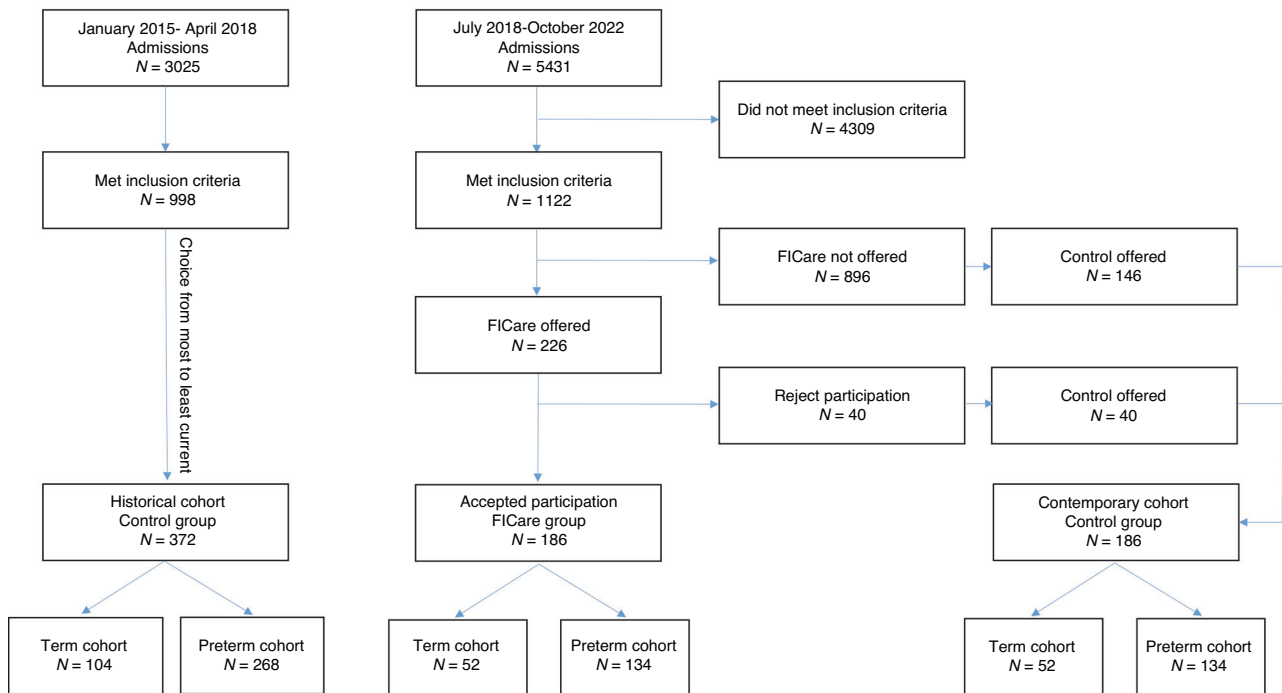 January 2015- April 2018
Admissions
N = 3025
Met inclusion criteria
N = 998
Choice from most to least current
Historical cohort
Control group
N = 372
Term cohort
N = 104
Preterm cohort
N = 268
July 2018-October 2022
Admissions
N = 5431
Did not meet inclusion criteria
N = 4309
Met inclusion criteria
N = 1122
FICare not offered
N = 896
Control offered
N = 146
FICare offered
N = 226
Reject participation
N = 40
Control offered
N = 40
Accepted participation
FICare group
N = 186
Term cohort
N = 52
Preterm cohort
N = 134
Contemporary cohort
Control group
N = 186
Term cohort
N = 52
Preterm cohort
N = 134